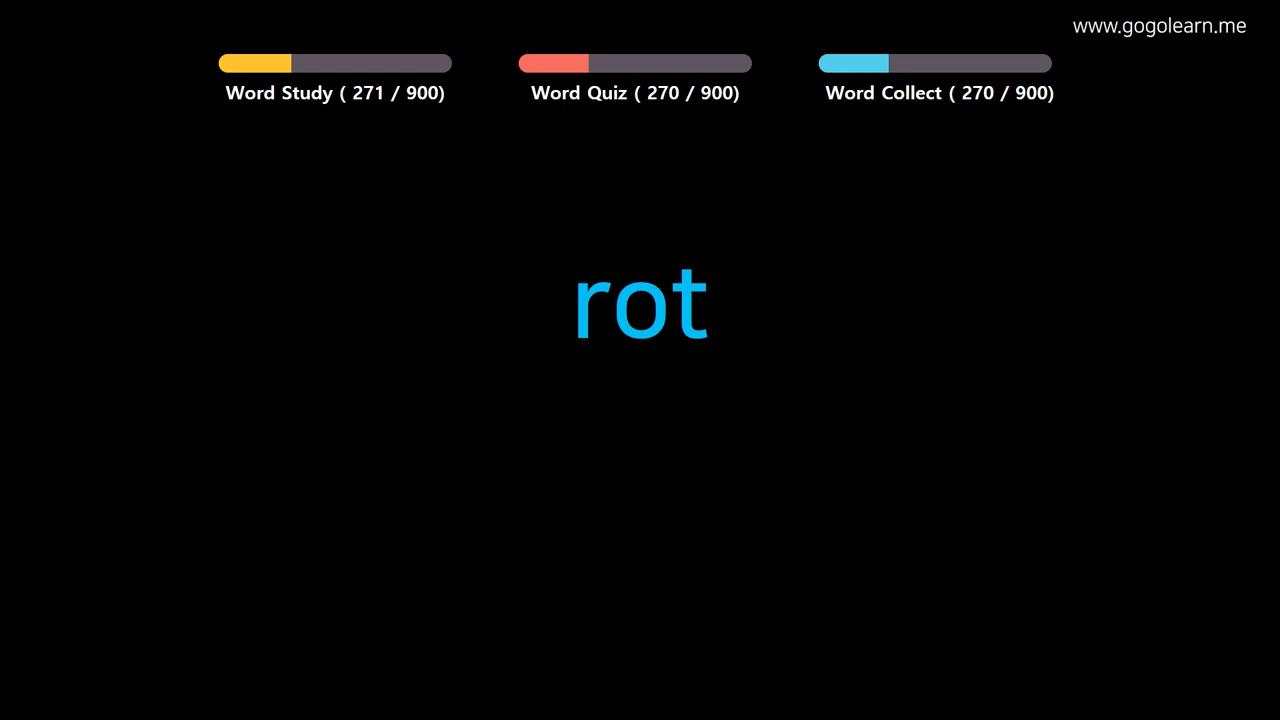 www.gogolearn.me
Word Study ( 271 / 900)
Word Quiz ( 270 / 900)
Word Collect ( 270 / 900)
rot